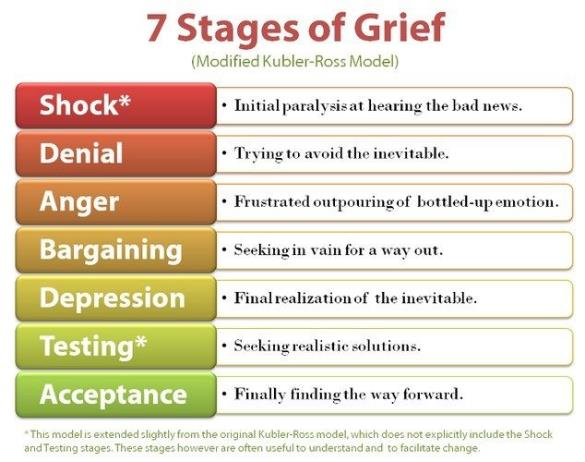 7 Stages of Grief
(Modified Kubler-Ross Model)
Shock*
• Initial paralysis at hearing the bad news.
Denial
• Trying to avoid the inevitable.
Anger
• Frustrated outpouring of bottled-up emotion.
Bargaining
• Seeking in vain for a way out.
Depression
• Final realization of the inevitable.
Testing*
• Seeking realistic solutions.
Acceptance
• Finally finding the way forward.
*This model is extended slightly from the original Kubler-Ross model, which does not explicitly include the Shock
and Testing stages. These stages however are often useful to understand and to facilitate change.